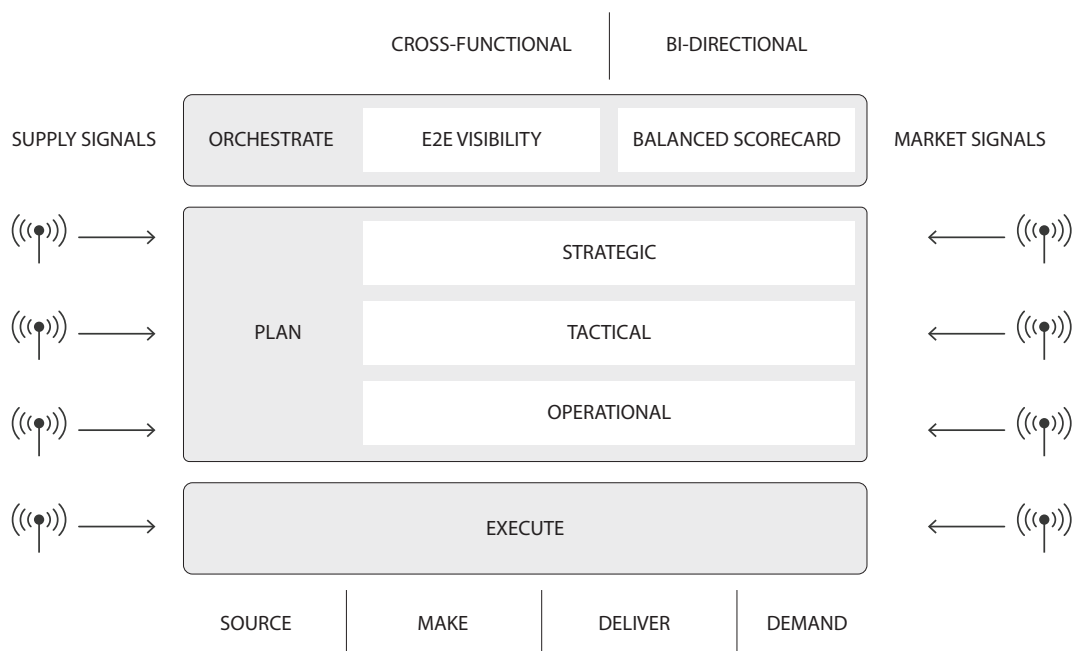 CROSS-FUNCTIONAL
BI-DIRECTIONAL
SUPPLY SIGNALS
ORCHESTRATE
E2E VISIBILITY
BALANCED SCORECARD
MARKET SIGNALS
STRATEGIC
PLAN
TACTICAL
OPERATIONAL
EXECUTE
SOURCE
MAKE
DELIVER
DEMAND